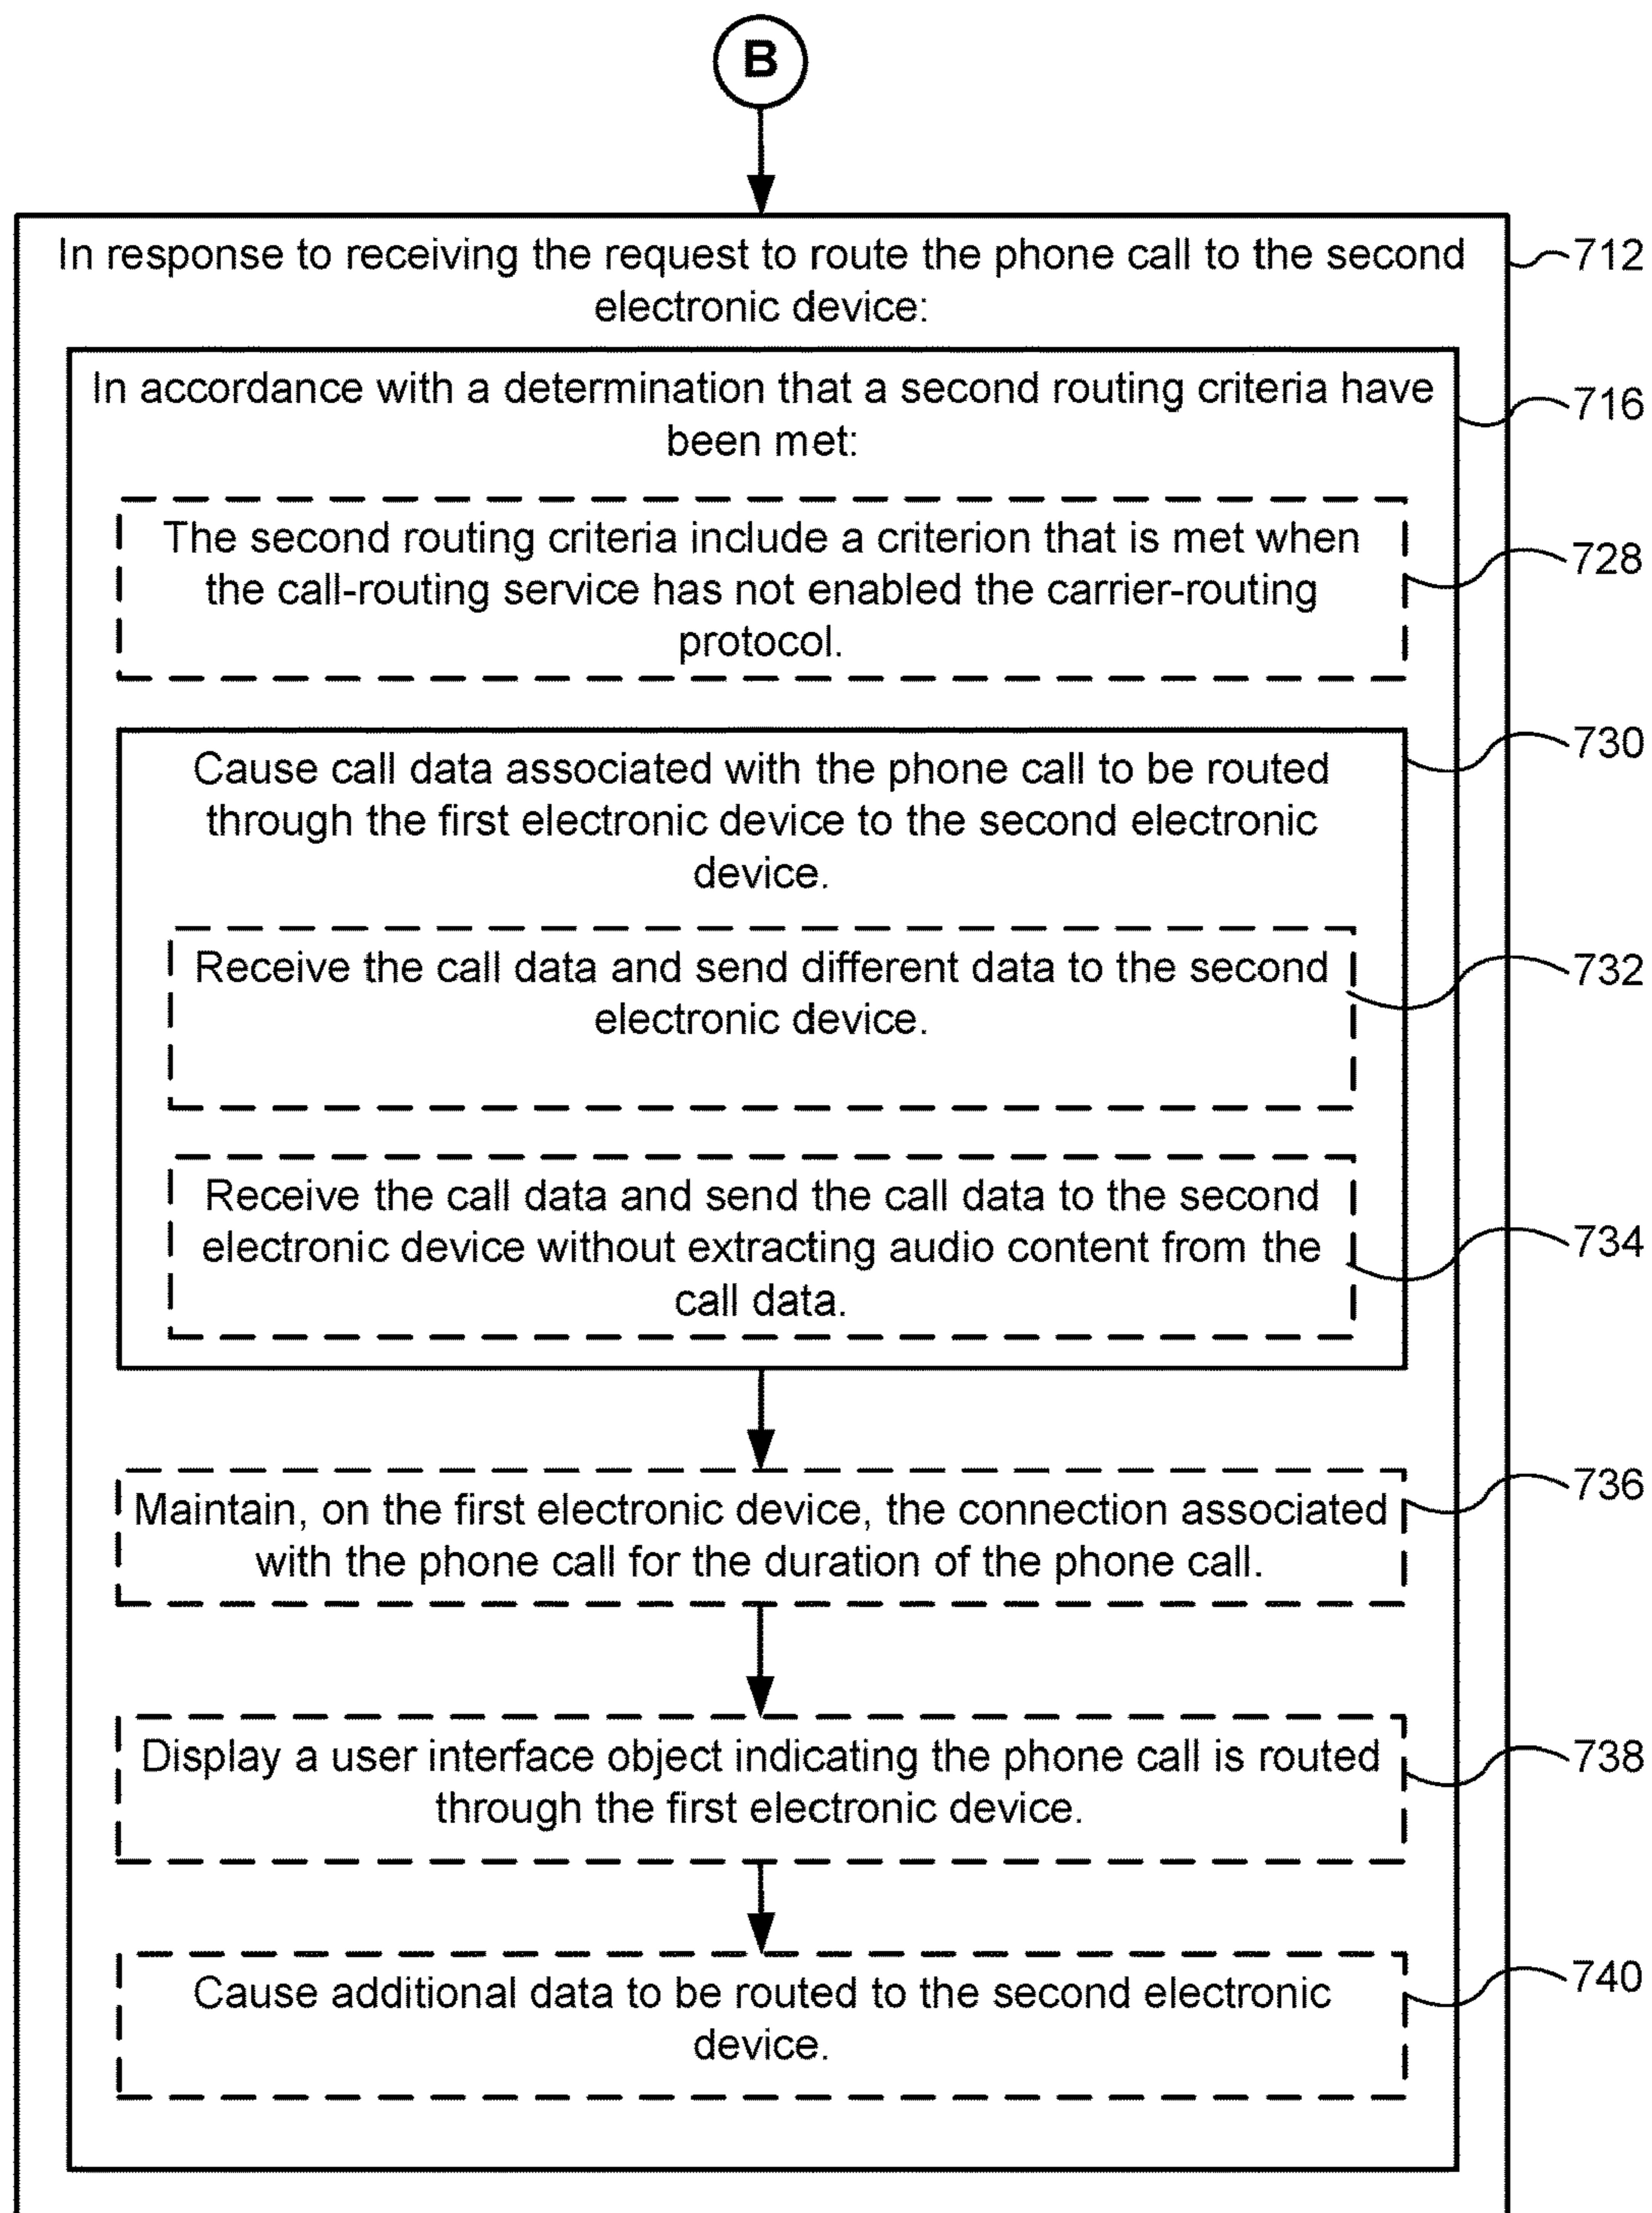 B
In response to receiving the request to route the phone call to the second
electronic device:
712
In accordance with a determination that a second routing criteria have
been met:
716
The second routing criteria include a criterion that is met when
the call-routing service has not enabled the carrier-routing
protocol.
728
Cause call data associated with the phone call to be routed
through the first electronic device to the second electronic
device.
730
Receive the call data and send different data to the second
electronic device.
732
Receive the call data and send the call data to the second
electronic device without extracting audio content from the
call data.
734
Maintain, on the first electronic device, the connection associated
with the phone call for the duration of the phone call.
736
Display a user interface object indicating the phone call is routed
through the first electronic device.
738
Cause additional data to be routed to the second electronic
device.
740